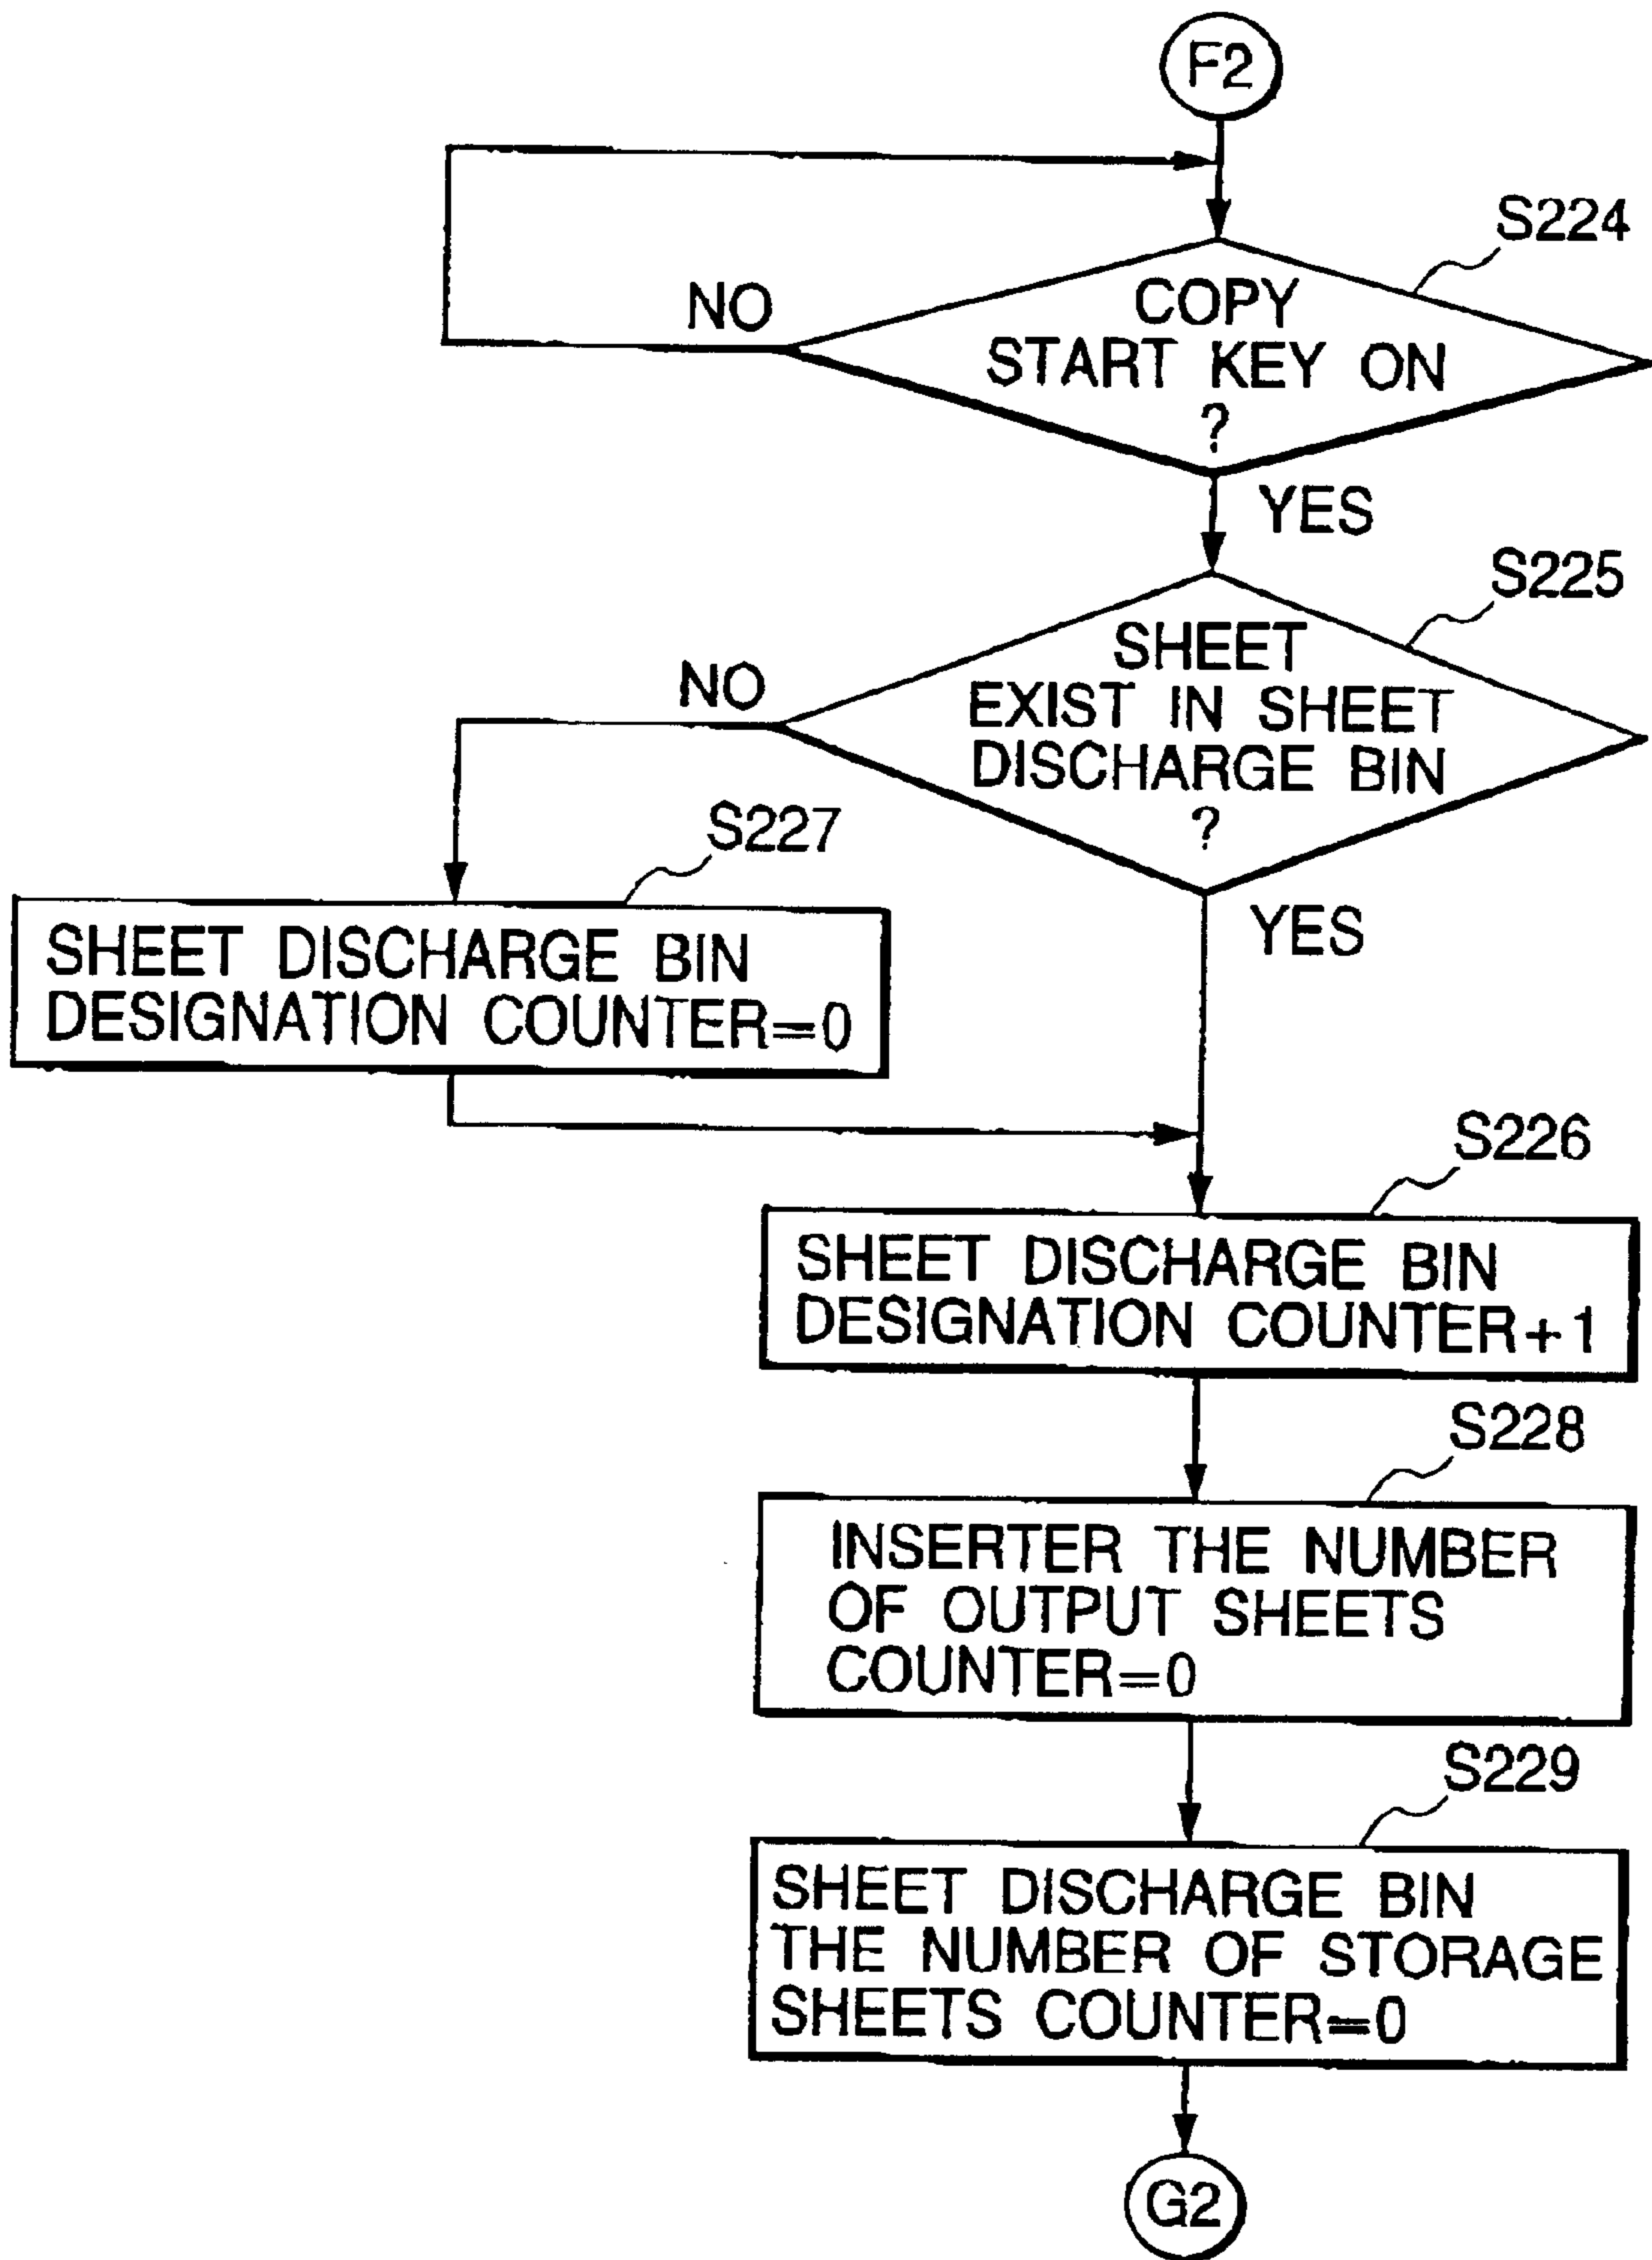 F2
S224
NO
COPY
START KEY ON
?
YES
S225
NO
SHEET
EXIST IN SHEET
DISCHARGE BIN
?
YES
S227
SHEET DISCHARGE BIN
DESIGNATION COUNTER=0
S226
SHEET DISCHARGE BIN
DESIGNATION COUNTER+1
S228
INSERTER THE NUMBER
OF OUTPUT SHEETS
COUNTER=0
S229
SHEET DISCHARGE BIN
THE NUMBER OF STORAGE
SHEETS COUNTER=0
G2